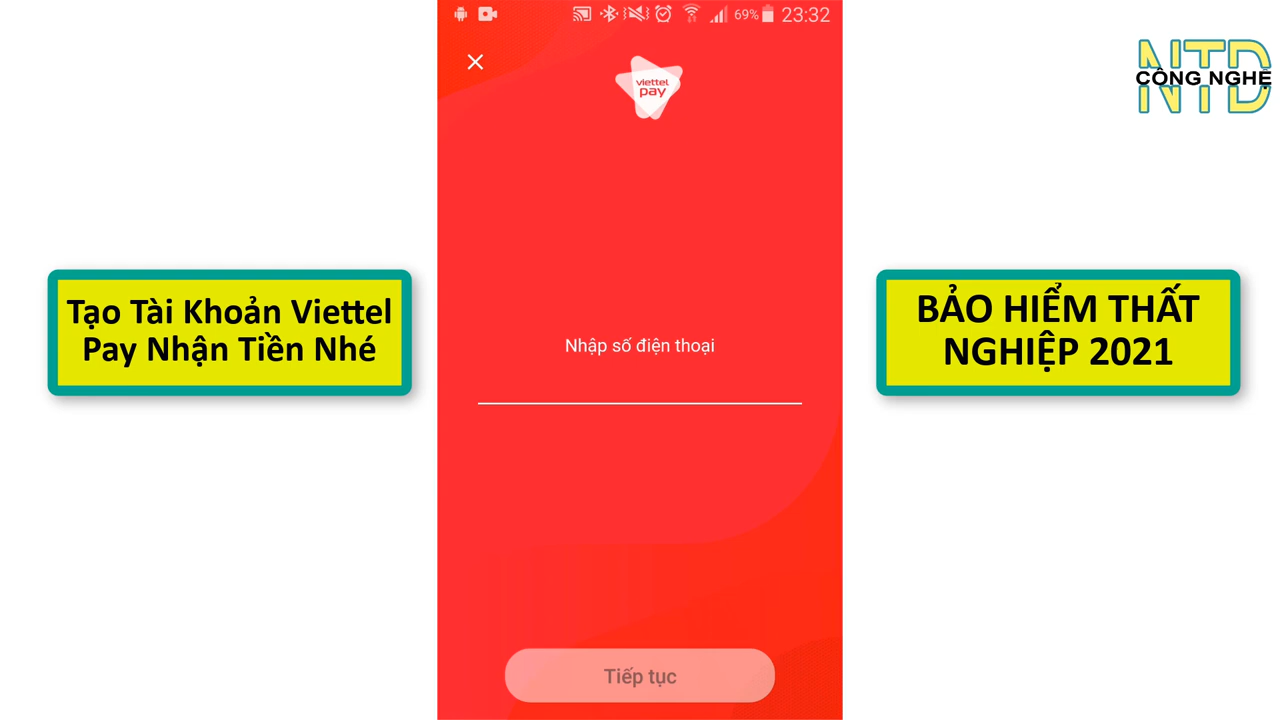 69% 23:32
viettel
pay
NTD
CÔNG NGHỆ
Tạo Tài Khoản Viettel
Pay Nhận Tiền Nhé
Nhập số điện thoại
BẢO HIỂM THẤT
NGHIỆP 2021
Tiếp tục